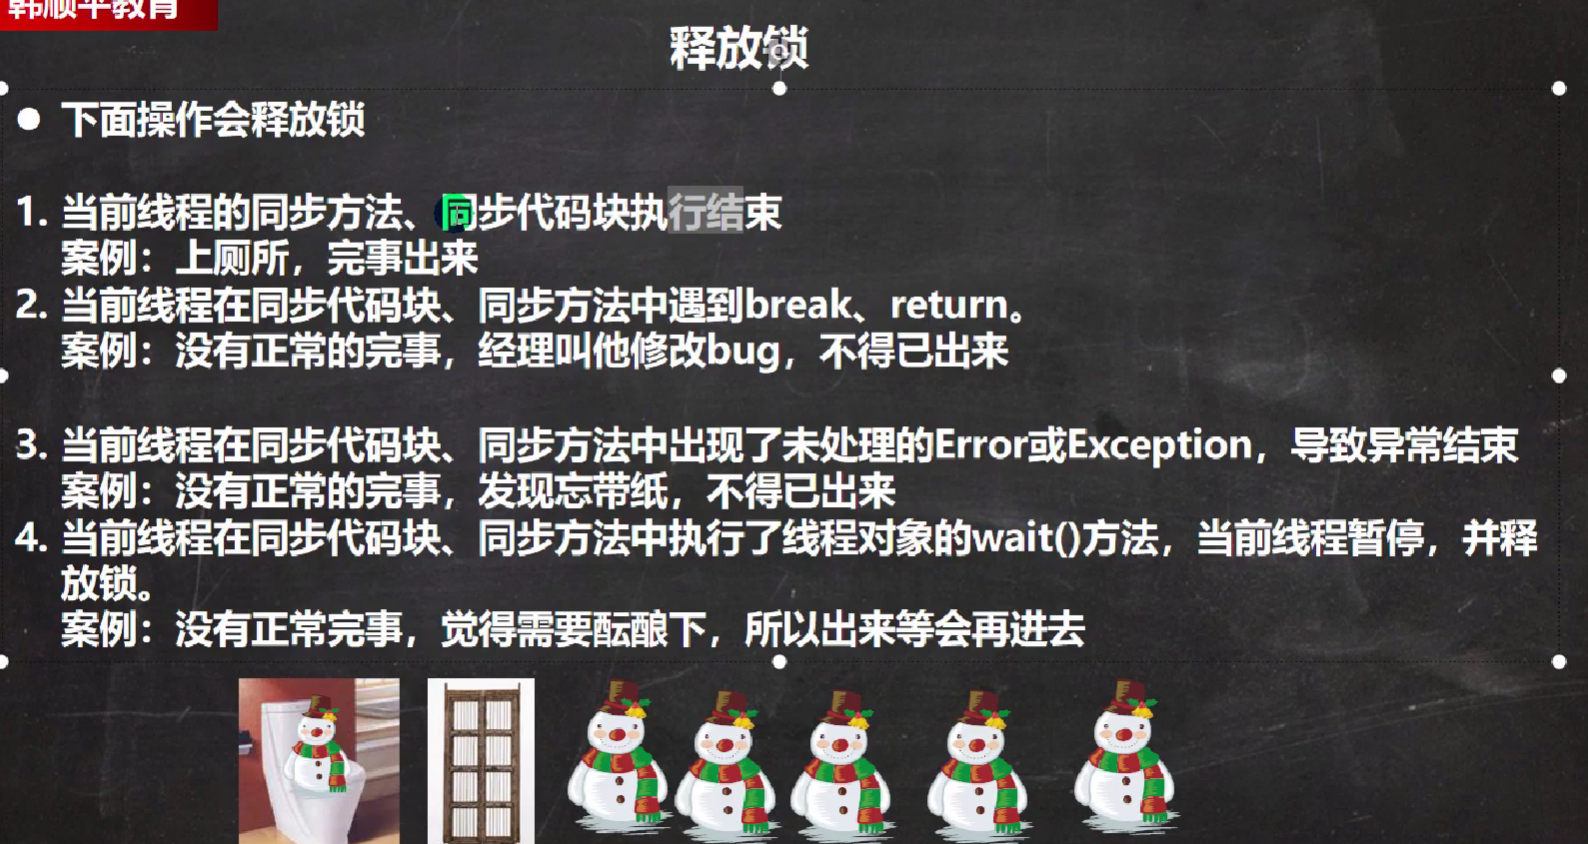 韩顺平教育
释放锁
● 下面操作会释放锁
1. 当前线程的同步方法、同步代码块执行结束
案例：上厕所，完事出来
2. 当前线程在同步代码块、同步方法中遇到break、return。
案例：没有正常的完事，经理叫他修改bug，不得已出来
3. 当前线程在同步代码块、同步方法中出现了未处理的Error或Exception，导致异常结束
案例：没有正常的完事，发现忘带纸，不得已出来
4. 当前线程在同步代码块、同步方法中执行了线程对象的wait()方法，当前线程暂停，并释
放锁。
案例：没有正常完事，觉得需要酝酿下，所以出来等会再进去